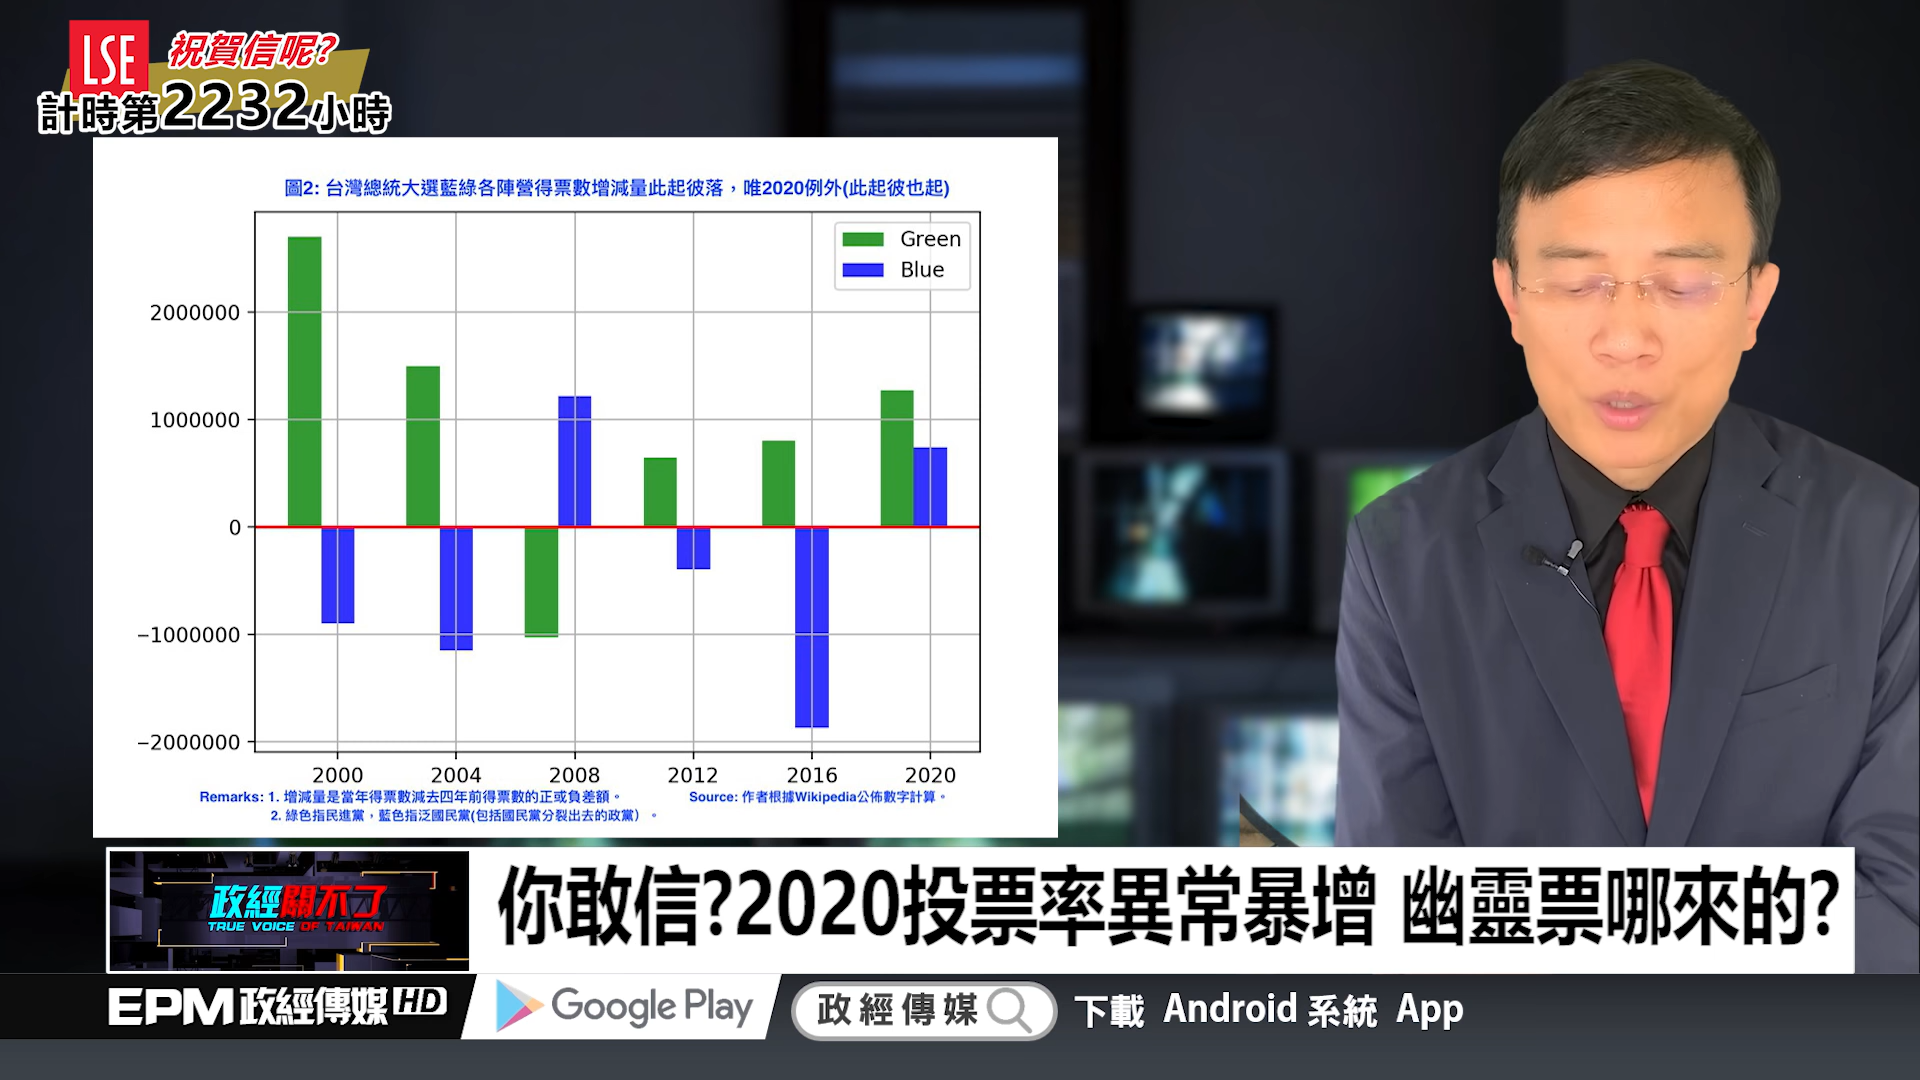 LSE 祝賀信呢?
計時第2232小時
圖2: 台灣總統大選藍綠各陣營得票數增減量此起彼落，唯2020例外(此起彼也起)
Green
Blue
2000000
1000000
0
−1000000
−2000000
2000 2004 2008 2012 2016 2020
Remarks: 1. 增減量是當年得票數減去四年前得票數的正或負差額。
Source: 作者根據Wikipedia公佈數字計算。
2. 綠色指民進黨，藍色指泛國民黨(包括國民黨分裂出去的政黨）。
政經關不了
TRUE VOICE OF TAIWAN
你敢信?2020投票率異常暴增 幽靈票哪來的?
EPM 政經傳媒 HD
Google Play
政經傳媒
下載 Android 系統 App